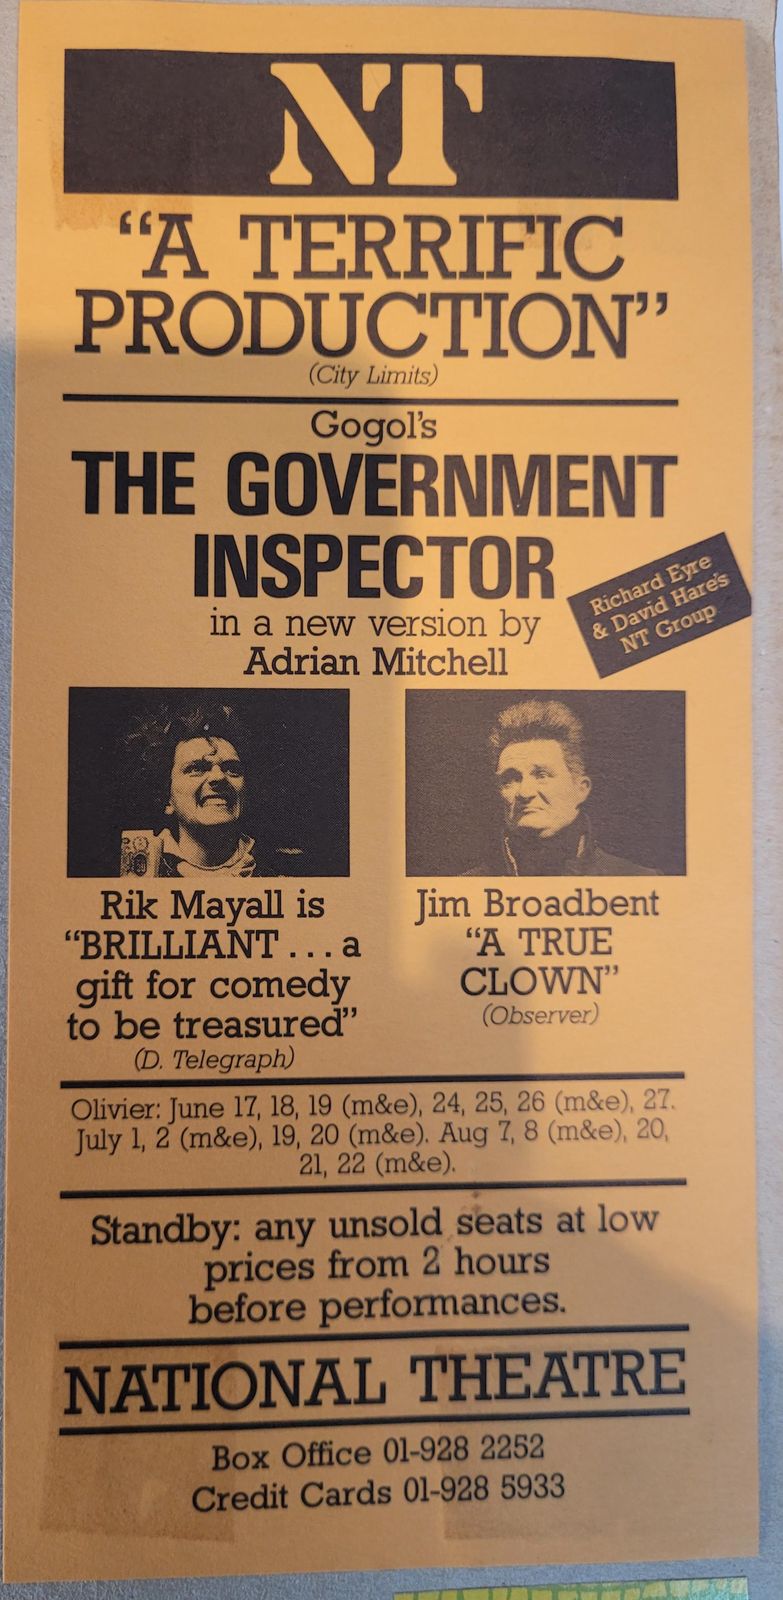 NT
“A TERRIFIC
PRODUCTION”
(City Limits)
Gogol's
THE GOVERNMENT
INSPECTOR
in a new version by
Adrian Mitchell
Richard Eyre
& David Hare's
NT Group
Rik Mayall is
“BRILLIANT . . . a
gift for comedy
to be treasured”
(D. Telegraph)
Jim Broadbent
“A TRUE
CLOWN”
(Observer)
Olivier: June 17, 18, 19 (m&e), 24, 25, 26 (m&e), 27.
July 1, 2 (m&e), 19, 20 (m&e). Aug 7, 8 (m&e), 20,
21, 22 (m&e).
Standby: any unsold seats at low
prices from 2 hours
before performances.
NATIONAL THEATRE
Box Office 01-928 2252
Credit Cards 01-928 5933